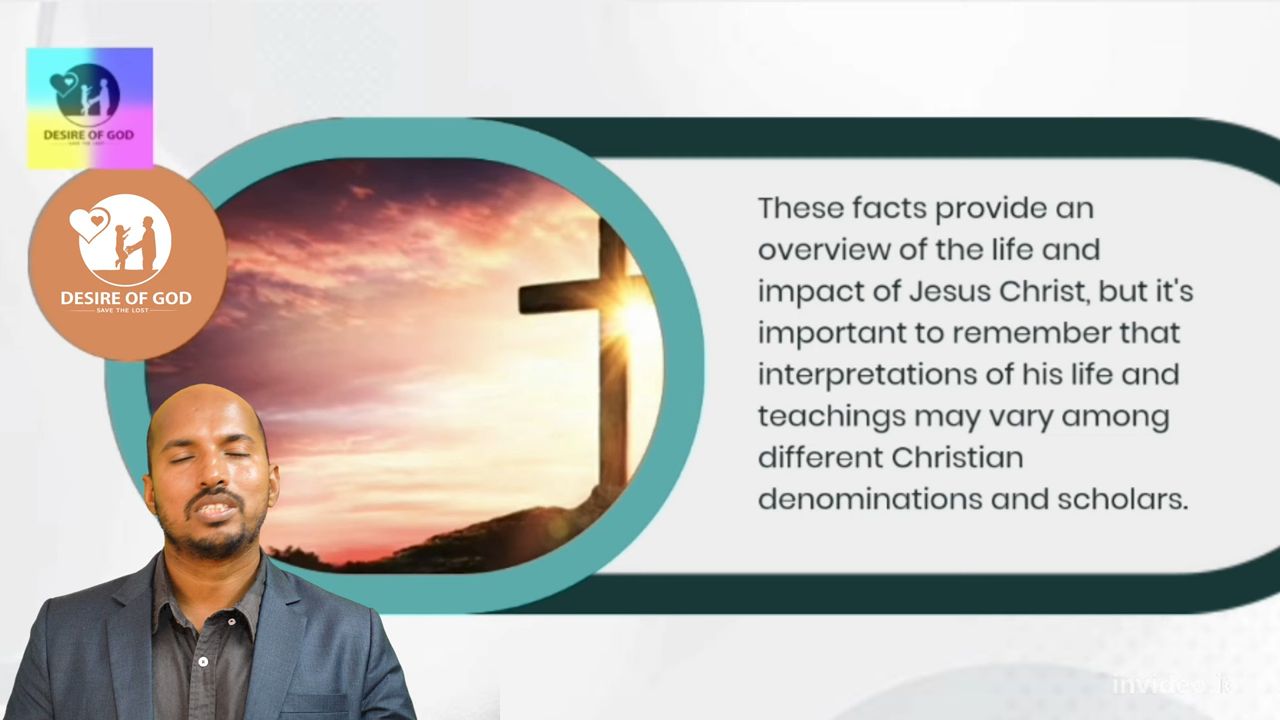 DESIRE OF GOD
DESIRE OF GOD
SAVE THE LOST
These facts provide an
overview of the life and
impact of Jesus Christ, but it's
important to remember that
interpretations of his life and
teachings may vary among
different Christian
denominations and scholars.